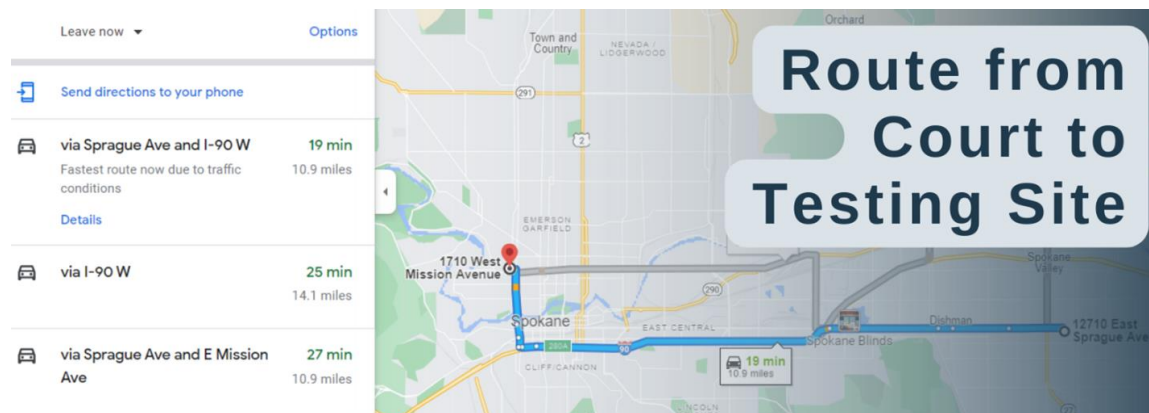 Leave now
Options
Send directions to your phone
via Sprague Ave and I-90 W
19 min
Fastest route now due to traffic
conditions
10.9 miles
Details
via I-90 W
25 min
14.1 miles
via Sprague Ave and E Mission
Ave
27 min
10.9 miles
Route from
Court to
Testing Site
Orchard
Town and
Country
NEVADA /
LIDGERWOOD
291
2
EMERSON
GARFIELD
1710 West
Mission Avenue
290
Spokane
Valley
Spokane
EAST CENTRAL
Dishman
12710 East
Sprague Ave
280A
90
Spokane Blinds
19 min
10.9 miles
CLIFF/CANNON
LINCOLN
27